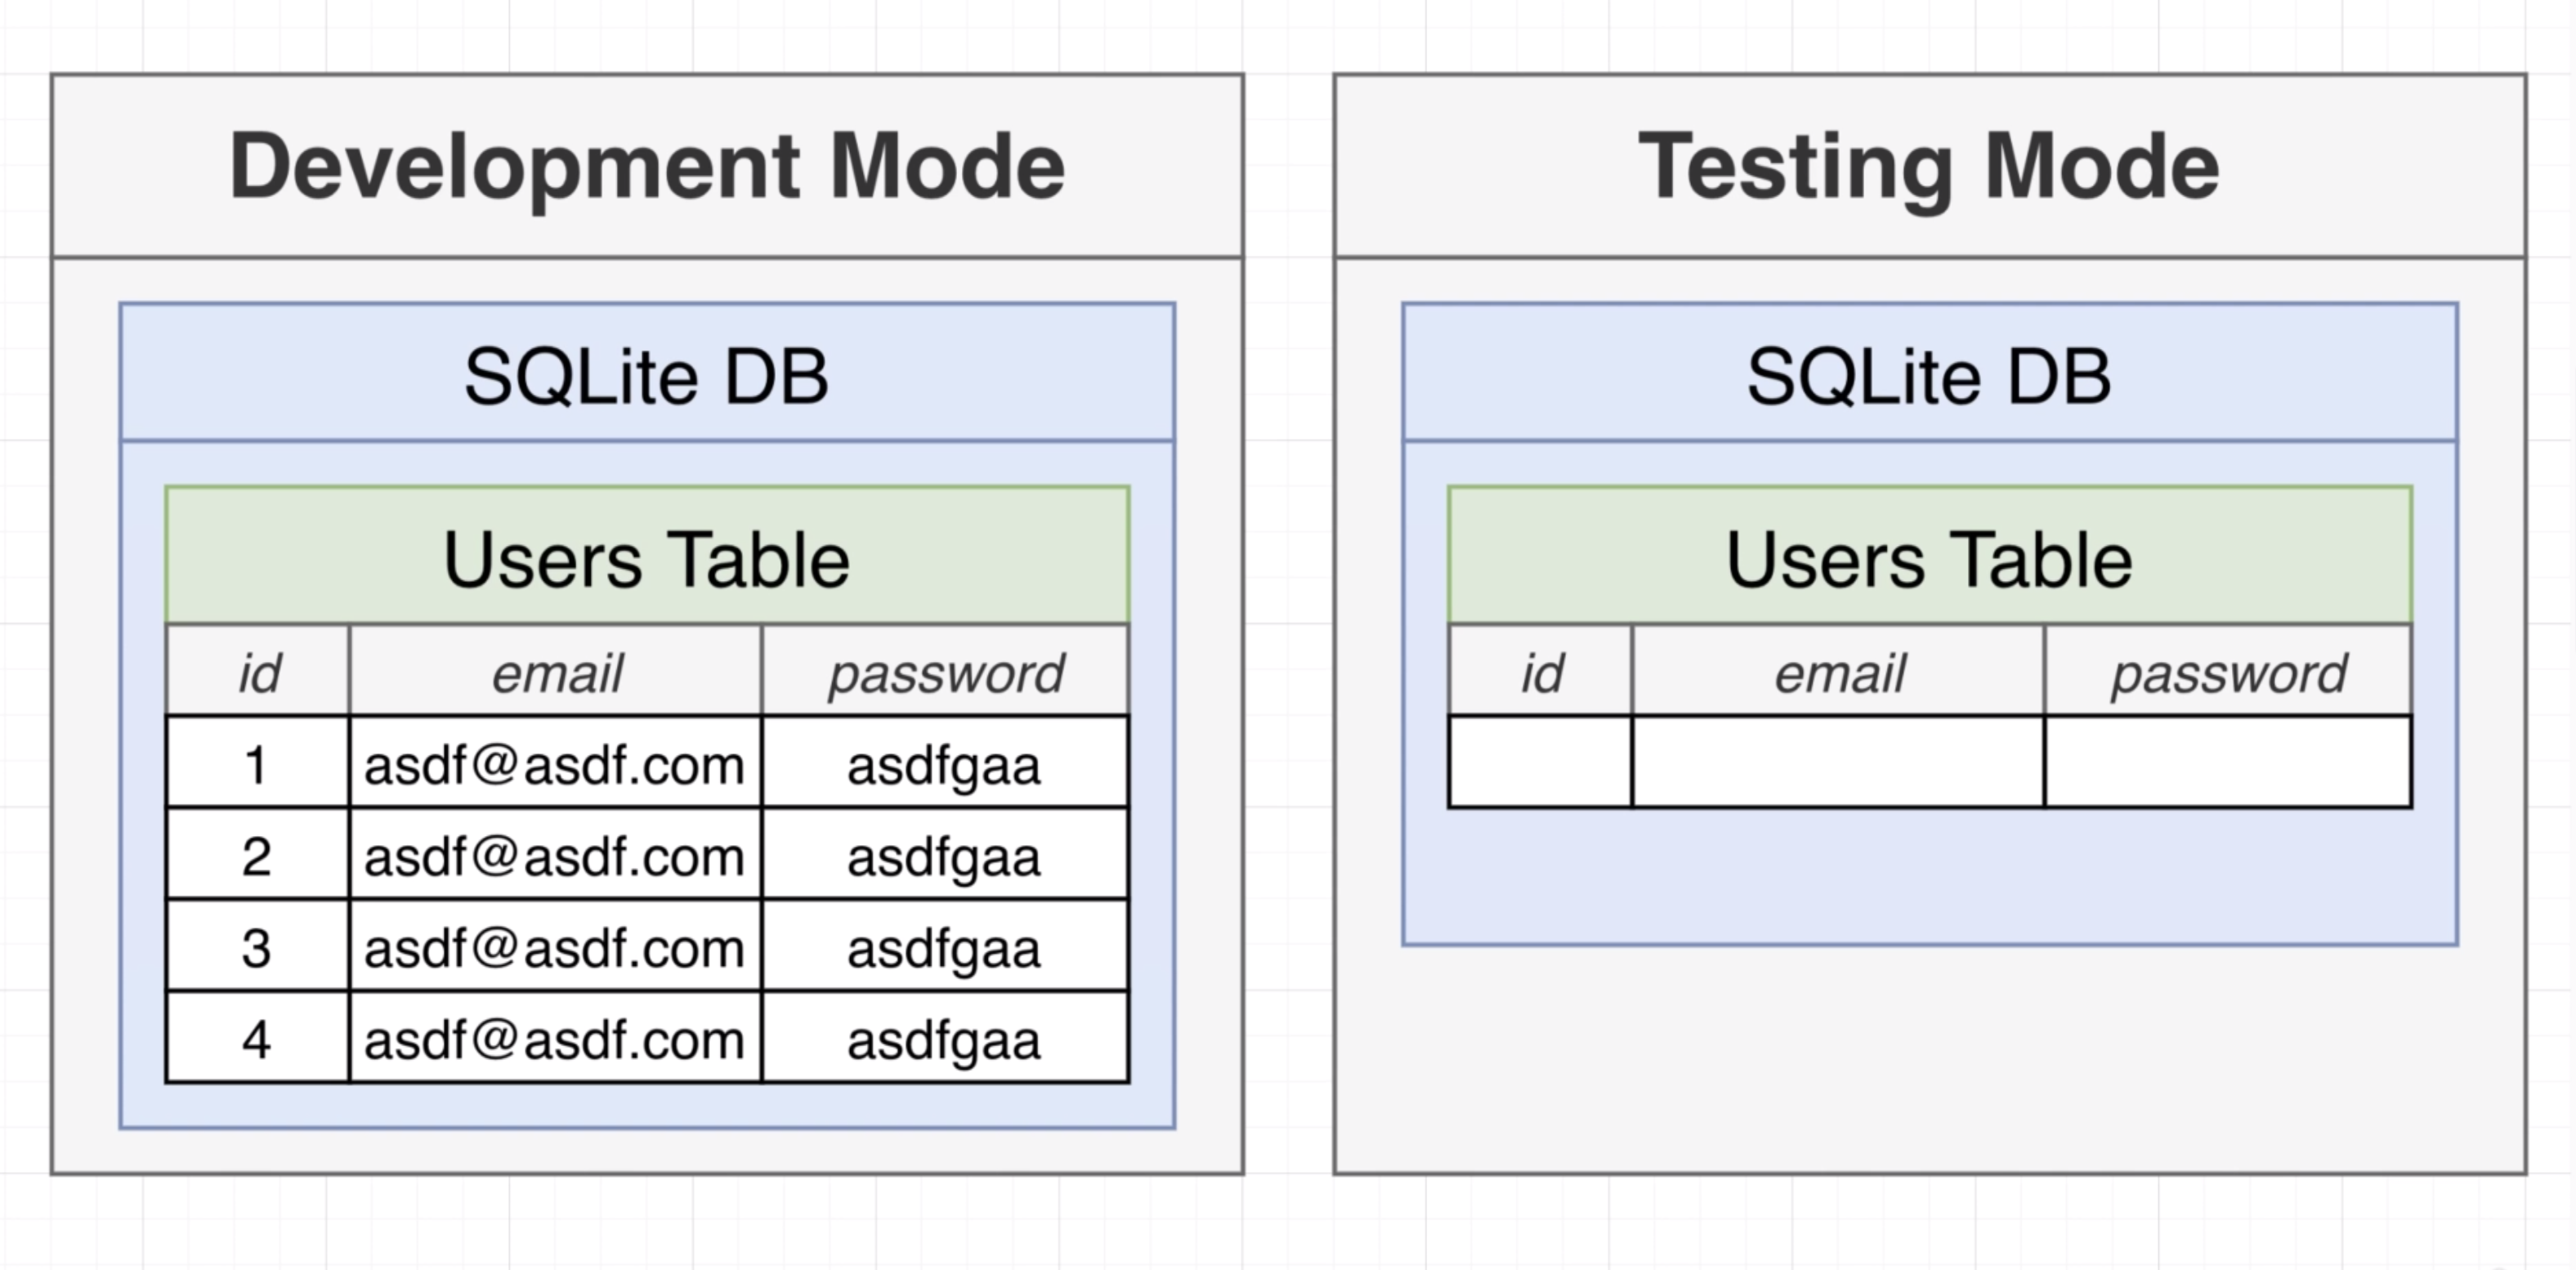 Development Mode
SQLite DB
Users Table
id email password
1 asdf@asdf.com asdfgaa
2 asdf@asdf.com asdfgaa
3 asdf@asdf.com asdfgaa
4 asdf@asdf.com asdfgaa
Testing Mode
SQLite DB
Users Table
id email password